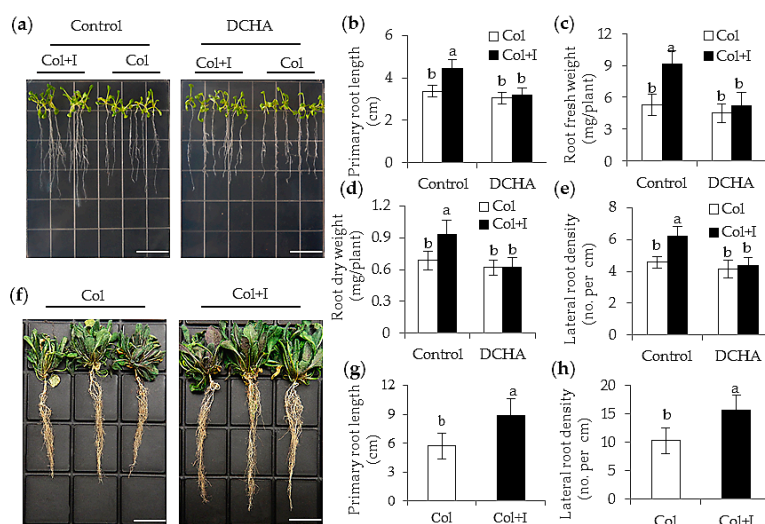 (a)
Control
DCHA
Col+I
Col
Col+I
Col
(b)
Primary root length
(cm)
6
4
2
0
Col
Col+I
b
a
b
b
Control
DCHA
(c)
Root fresh weight
(mg/plant)
12
9
6
3
0
Col
Col+I
b
a
b
b
Control
DCHA
(d)
Root dry weight
(mg/plant)
1.2
0.9
0.6
0.3
0
Col
Col+I
b
a
b
b
Control
DCHA
(e)
Lateral root density
(no. per cm)
8
6
4
2
0
Col
Col+I
b
a
b
b
Control
DCHA
(f)
Col
Col+I
(g)
Primary root length
(cm)
12
9
6
3
0
b
a
Col
Col+I
(h)
Lateral root density
(no. per cm)
20
15
10
5
0
b
a
Col
Col+I